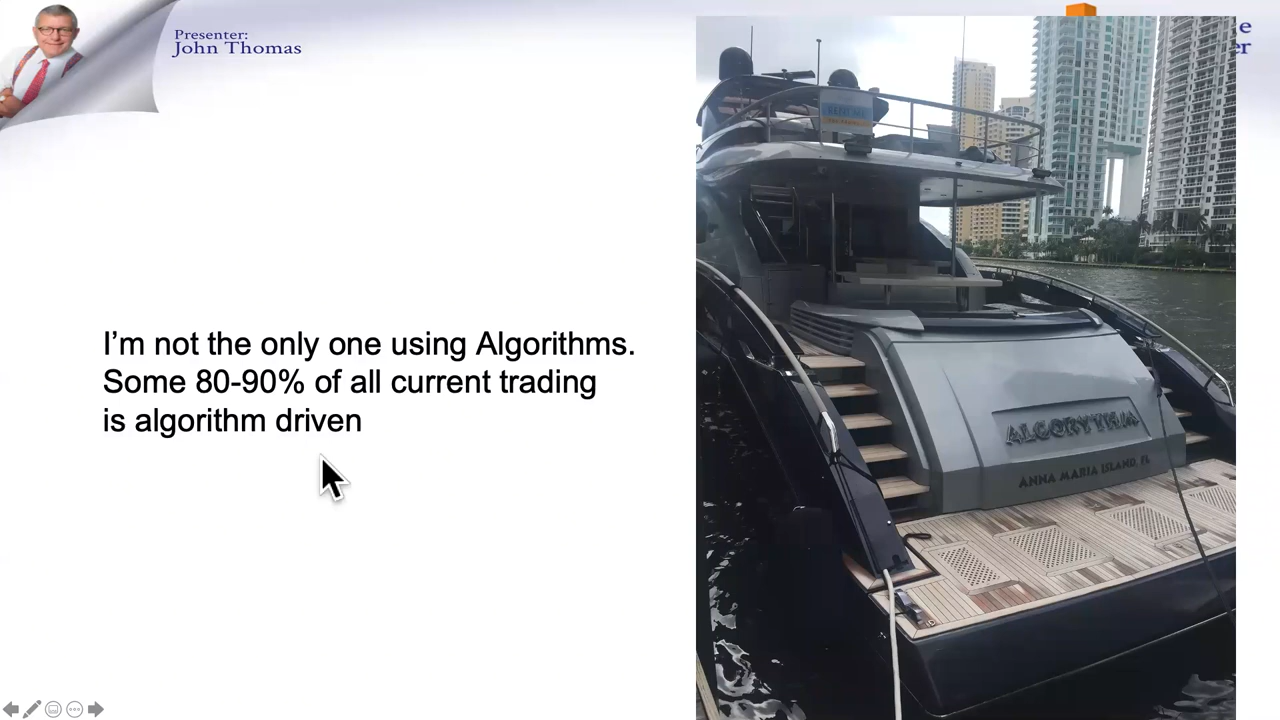 Presenter:
John Thomas
e
er
I'm not the only one using Algorithms.
Some 80-90% of all current trading
is algorithm driven
ALGORYTHM
ANNA MARIA ISLAND, FL